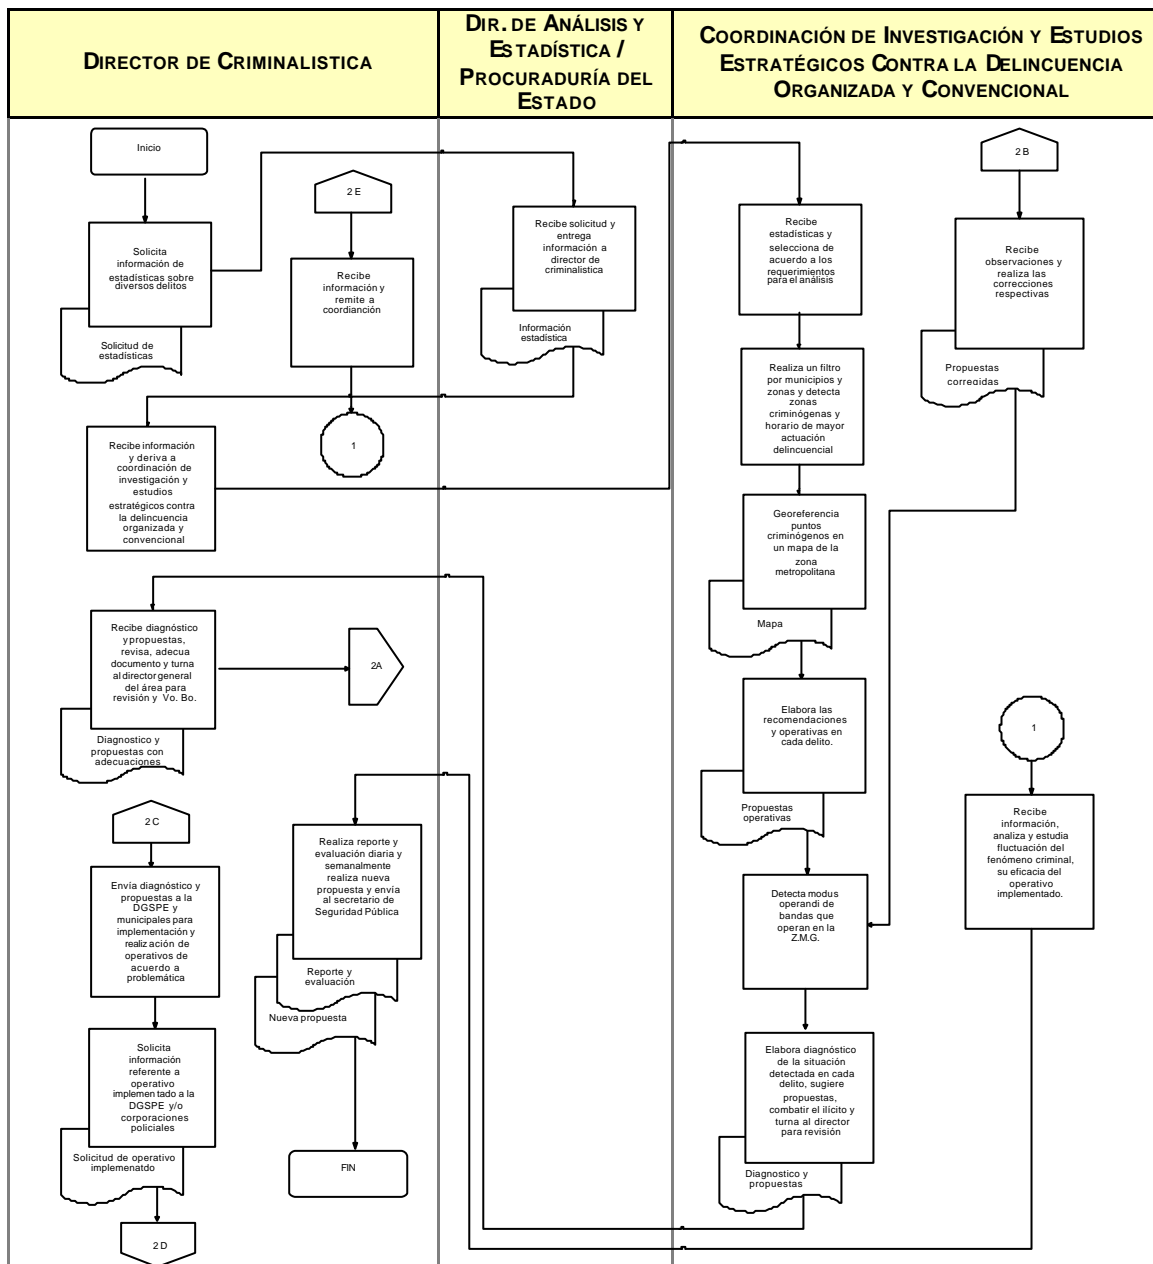 DIRECTOR DE CRIMINALISTICA
DIR. DE ANÁLISIS Y
ESTADÍSTICA /
PROCURADURÍA DEL
ESTADO
COORDINACIÓN DE INVESTIGACIÓN Y ESTUDIOS
ESTRATÉGICOS CONTRA LA DELINCUENCIA
ORGANIZADA Y CONVENCIONAL
Inicio
Solicita
información de
estadísticas sobre
diversos delitos
Solicitud de
estadísticas
2 E
Recibe
información y
remite a
coordianción
1
Recibe información
y deriva a
coordinación de
investigación y
estudios
estratégicos contra
la delincuencia
organizada y
convencional
Recibe diagnóstico
y propuestas,
revisa, adecua
documento y turna
al director general
del área para
revisión y Vo. Bo.
Diagnostico y
propuestas con
adecuaciones
2A
2 C
Envía diagnóstico y
propuestas a la
DGSPE y
municipales para
implementación y
realización de
operativos de
acuerdo a
problemática
Solicita
información
referente a
operativo
implementado a la
DGSPE y/o
corporaciones
policiales
Solicitud de operativo
implemenatdo
2 D
Realiza reporte y
evaluación diaria y
semanalmente
realiza nueva
propuesta y envía
al secretario de
Seguridad Pública
Reporte y
evaluación
Nueva propuesta
FIN
Recibe solicitud y
entrega
información a
director de
criminalistica
Información
estadística
Recibe
estadísticas y
selecciona de
acuerdo a los
requerimientos
para el análisis
Realiza un filtro
por municipios y
zonas y detecta
zonas
criminógenas y
horario de mayor
actuación
delincuencial
Georeferencia
puntos
criminógenos en
un mapa de la
zona
metropolitana
Mapa
Elabora las
recomendaciones
y operativas en
cada delito.
Propuestas
operativas
Detecta modus
operandi de
bandas que
operan en la
Z.M.G.
Elabora diagnóstico
de la situación
detectada en cada
delito, sugiere
propuestas,
combatir el ilícito y
turna al director
para revisión
Diagnostico y
propuestas
2 B
Recibe
observaciones y
realiza las
correcciones
respectivas
Propuestas
corregidas
1
Recibe
información,
analiza y estudia
fluctuación del
fenómeno criminal,
su eficacia del
operativo
implementado.